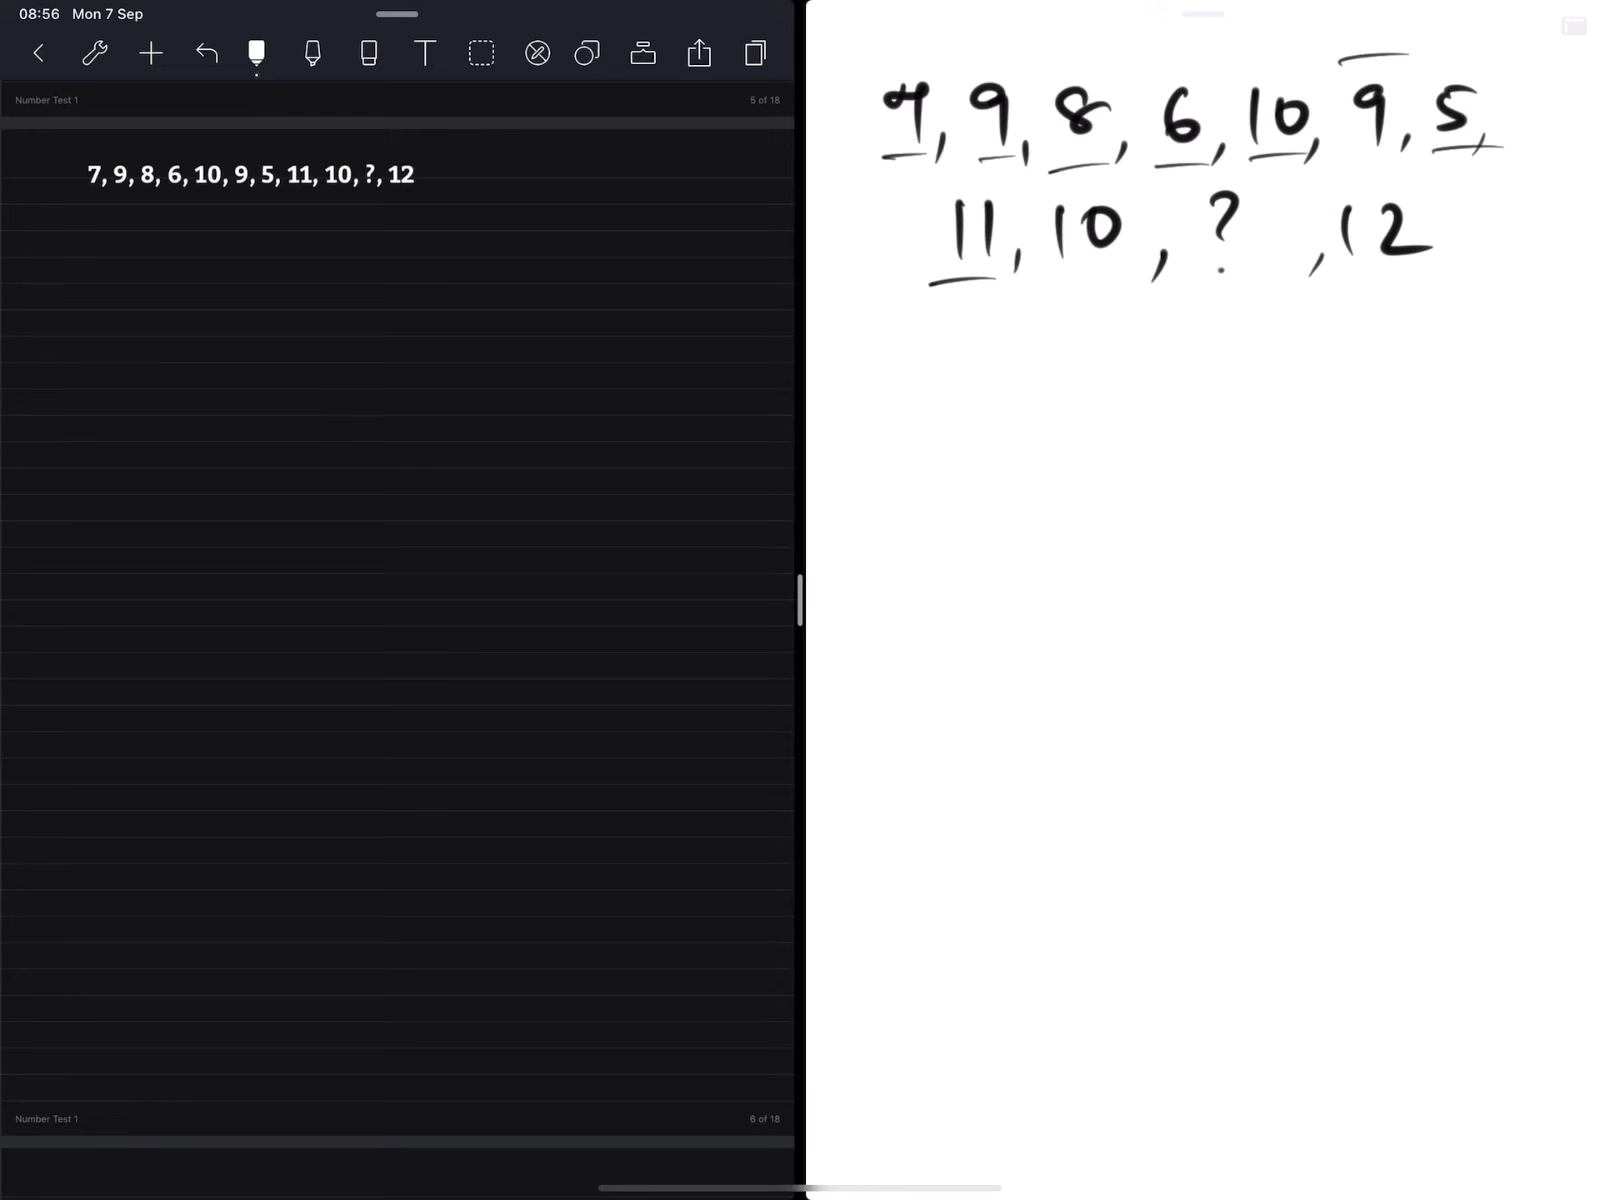 08:56 Mon 7 Sep
Number Test 1
5 of 18
7, 9, 8, 6, 10, 9, 5, 11, 10, ?, 12
Number Test 1
6 of 18
7, 9, 8, 6, 10, 9, 5,
11, 10, ?, 12